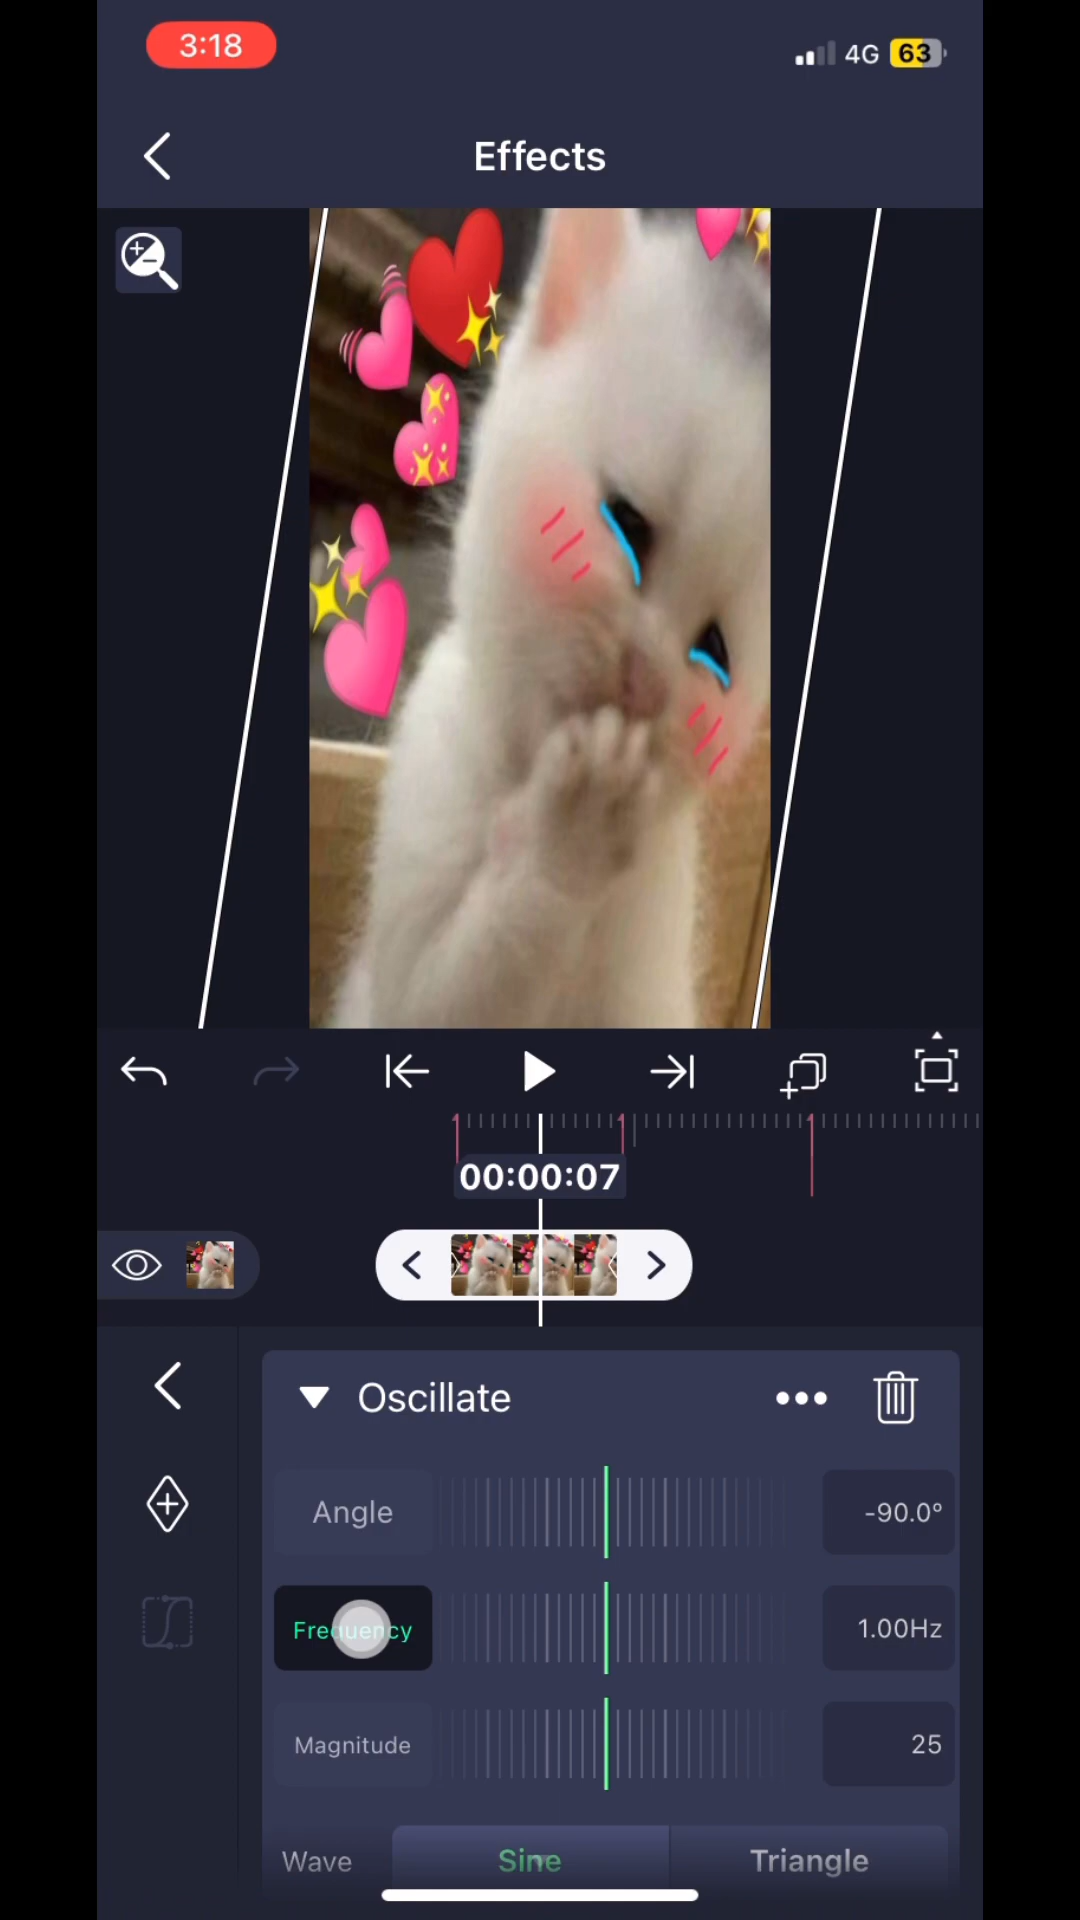 3:18
4G 63
Effects
00:00:07
Oscillate
Angle -90.0°
Frequency 1.00Hz
Magnitude 25
Wave Sine Triangle